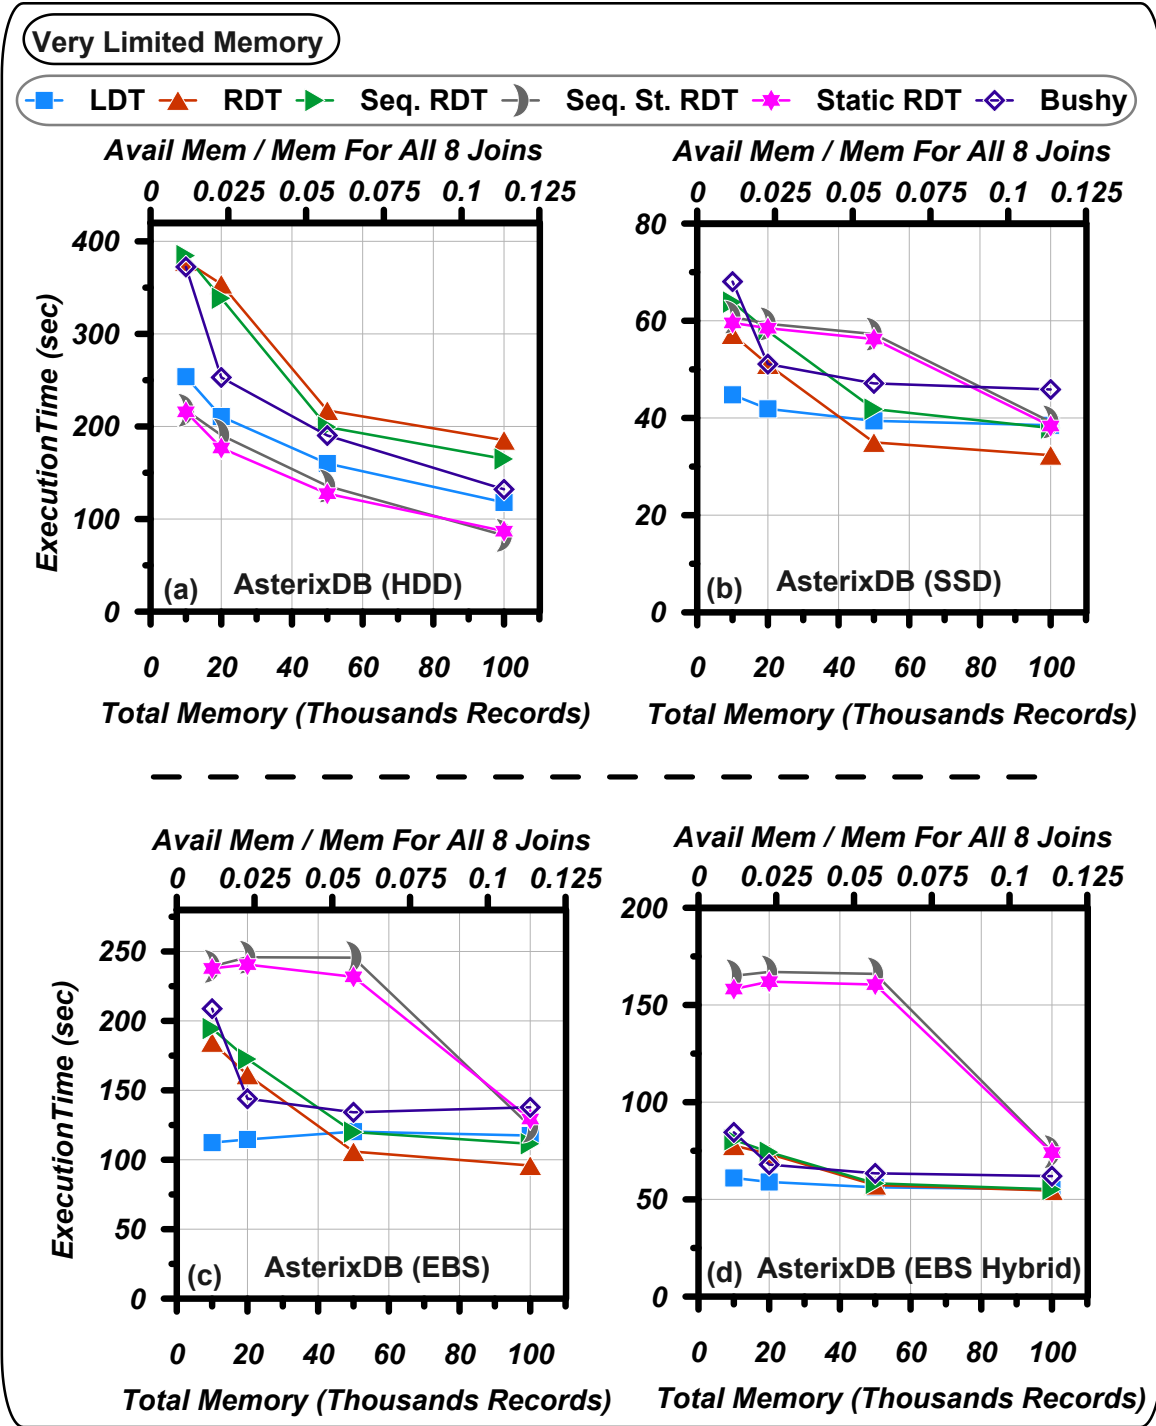 Very Limited Memory
LDT RDT Seq. RDT Seq. St. RDT Static RDT Bushy
Avail Mem / Mem For All 8 Joins
0 0.025 0.05 0.075 0.1 0.125
400
300
200
100
0
ExecutionTime (sec)
(a) AsterixDB (HDD)
0 20 40 60 80 100
Total Memory (Thousands Records)
Avail Mem / Mem For All 8 Joins
0 0.025 0.05 0.075 0.1 0.125
80
60
40
20
0
(b) AsterixDB (SSD)
0 20 40 60 80 100
Total Memory (Thousands Records)
Avail Mem / Mem For All 8 Joins
0 0.025 0.05 0.075 0.1 0.125
250
200
150
100
50
0
ExecutionTime (sec)
(c) AsterixDB (EBS)
0 20 40 60 80 100
Total Memory (Thousands Records)
Avail Mem / Mem For All 8 Joins
0 0.025 0.05 0.075 0.1 0.125
200
150
100
50
0
(d) AsterixDB (EBS Hybrid)
0 20 40 60 80 100
Total Memory (Thousands Records)